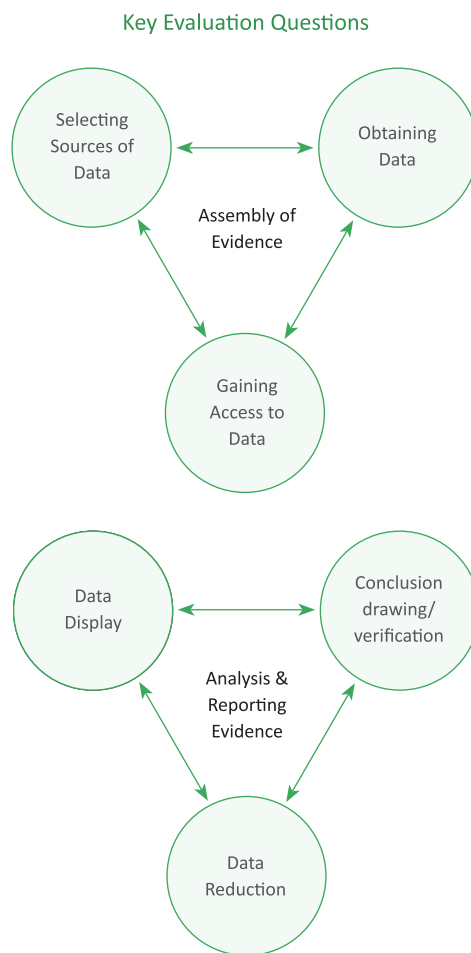 Key Evaluation Questions
Selecting
Sources of
Data
Obtaining
Data
Assembly of
Evidence
Gaining
Access to
Data
Data
Display
Conclusion
drawing/
verification
Analysis &
Reporting
Evidence
Data
Reduction